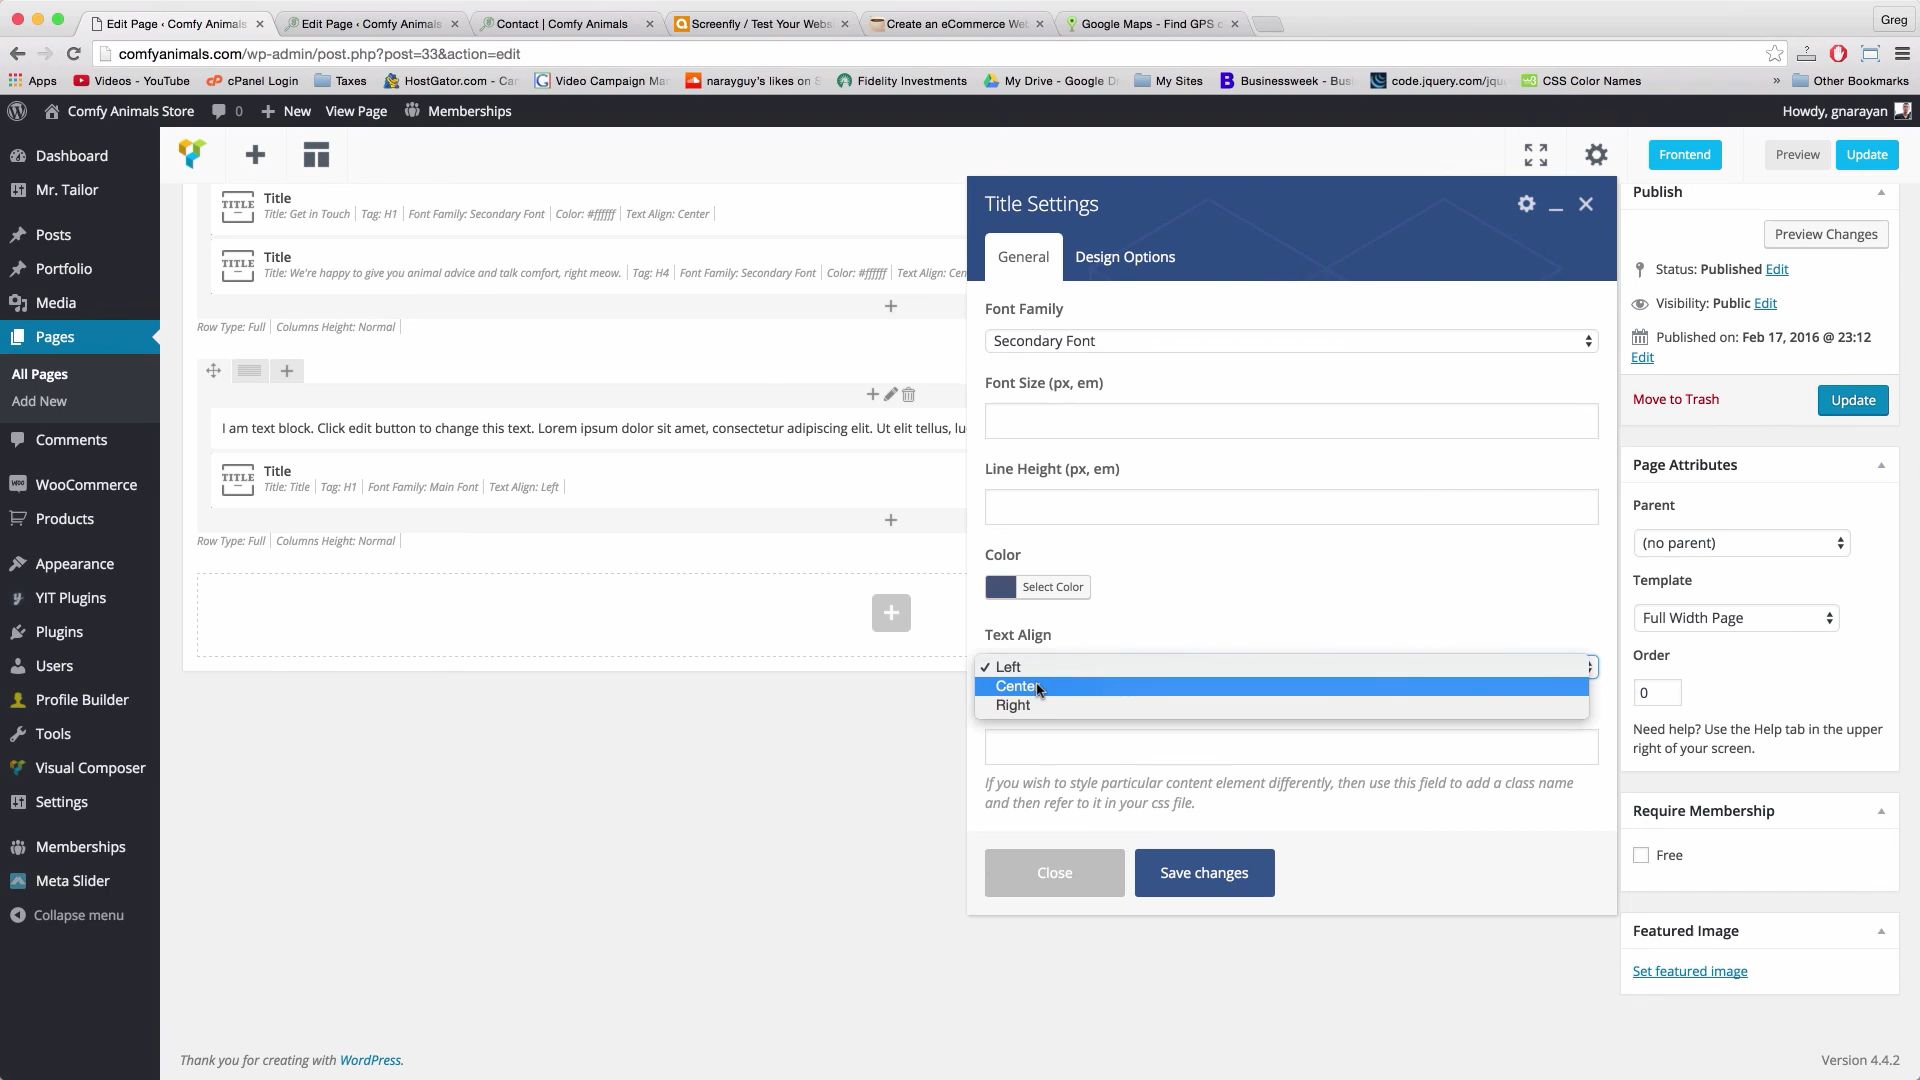 Edit Page ‹ Comfy Animals
Edit Page ‹ Comfy Animals
Contact | Comfy Animals
Screenfly / Test Your Webs
Create an eCommerce We
Google Maps - Find GPS
Greg
comfyanimals.com/wp-admin/post.php?post=33&action=edit
Apps
Videos - YouTube
cPanel Login
Taxes
HostGator.com - Ca
Video Campaign Ma
narayguy's likes on
Fidelity Investments
My Drive - Google D
My Sites
Businessweek - Bus
code.jquery.com/jqu
CSS Color Names
»
Other Bookmarks
Comfy Animals Store
0
New
View Page
Memberships
Howdy, gnarayan
Dashboard
Mr. Tailor
Posts
Portfolio
Media
Pages
All Pages
Add New
Comments
WooCommerce
Products
Appearance
YIT Plugins
Plugins
Users
Profile Builder
Tools
Visual Composer
Settings
Memberships
Meta Slider
Collapse menu
Frontend
Preview
Update
TITLE
Title
Title: Get in Touch | Tag: H1 | Font Family: Secondary Font | Color: #ffffff | Text Align: Center
TITLE
Title
Title: We're happy to give you animal advice and talk comfort, right meow. | Tag: H4 | Font Family: Secondary Font | Color: #ffffff | Text Align: Cen
Row Type: Full | Columns Height: Normal
I am text block. Click edit button to change this text. Lorem ipsum dolor sit amet, consectetur adipiscing elit. Ut elit tellus, lu
TITLE
Title
Title: Title | Tag: H1 | Font Family: Main Font | Text Align: Left
Row Type: Full | Columns Height: Normal
Title Settings
General
Design Options
Font Family
Secondary Font
Font Size (px, em)
Line Height (px, em)
Color
Select Color
Text Align
✓ Left
Cente
Right
If you wish to style particular content element differently, then use this field to add a class name
and then refer to it in your css file.
Close
Save changes
Publish
Preview Changes
Status: Published Edit
Visibility: Public Edit
Published on: Feb 17, 2016 @ 23:12
Edit
Move to Trash
Update
Page Attributes
Parent
(no parent)
Template
Full Width Page
Order
0
Need help? Use the Help tab in the upper
right of your screen.
Require Membership
Free
Featured Image
Set featured image
Thank you for creating with WordPress.
Version 4.4.2